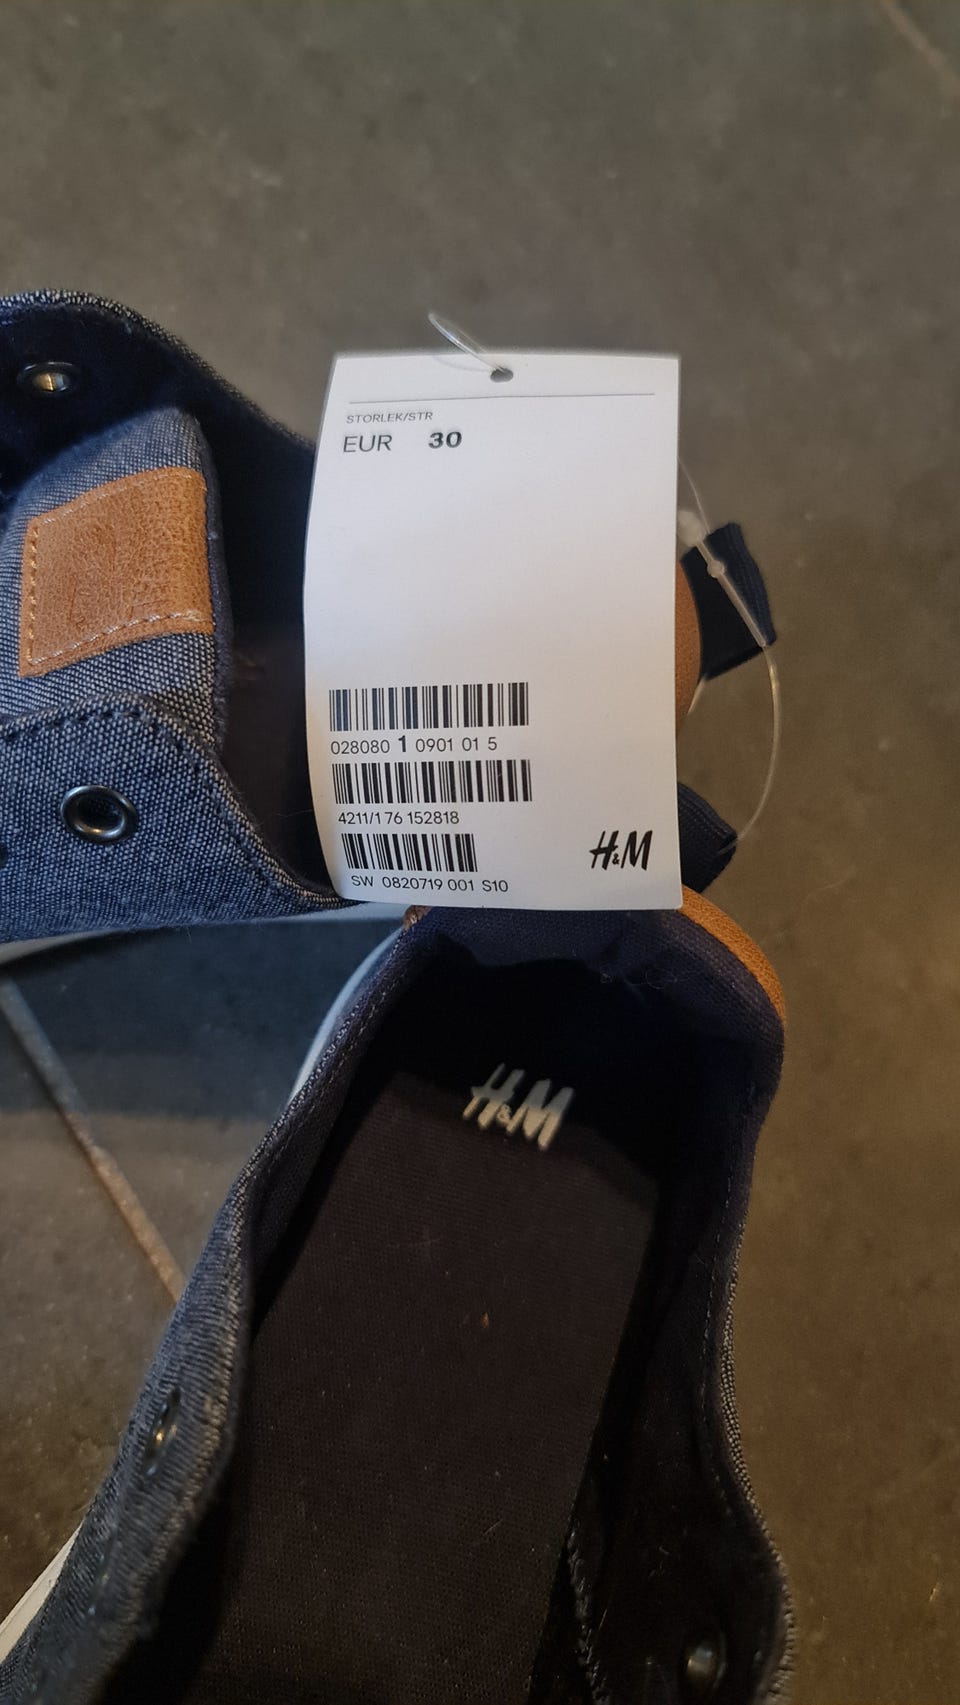 STORLEK/STR
EUR 30
028080 1 0901 01 5
4211/1 76 152818
SW 0820719 001 S10
H&M
H&M